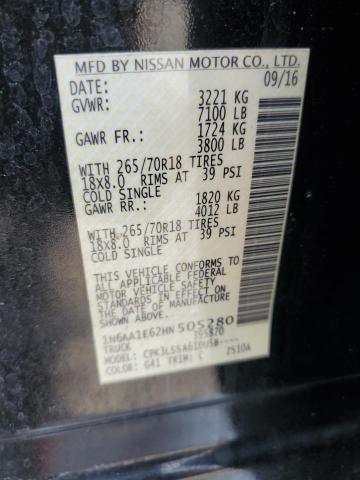 MFD BY NISSAN MOTOR CO., LTD.
DATE: 09/16
GVWR: 3221 KG
7100 LB
GAWR FR.: 1724 KG
3800 LB
WITH 265/70R18 TIRES
18x8.0 RIMS AT 39 PSI
COLD SINGLE
GAWR RR.: 1820 KG
4012 LB
WITH 265/70R18 TIRES
18x8.0 RIMS AT 39 PSI
COLD SINGLE
THIS VEHICLE CONFORMS TO
ALL APPLICABLE FEDERAL
MOTOR VEHICLE SAFETY
STANDARDS IN EFFECT ON
THE DATE OF MANUFACTURE
SHOWN ABOVE.
1N6AA1E62HN505280
TRUCK
MODEL: ZS10A
COLOR: G41 TRIM: C